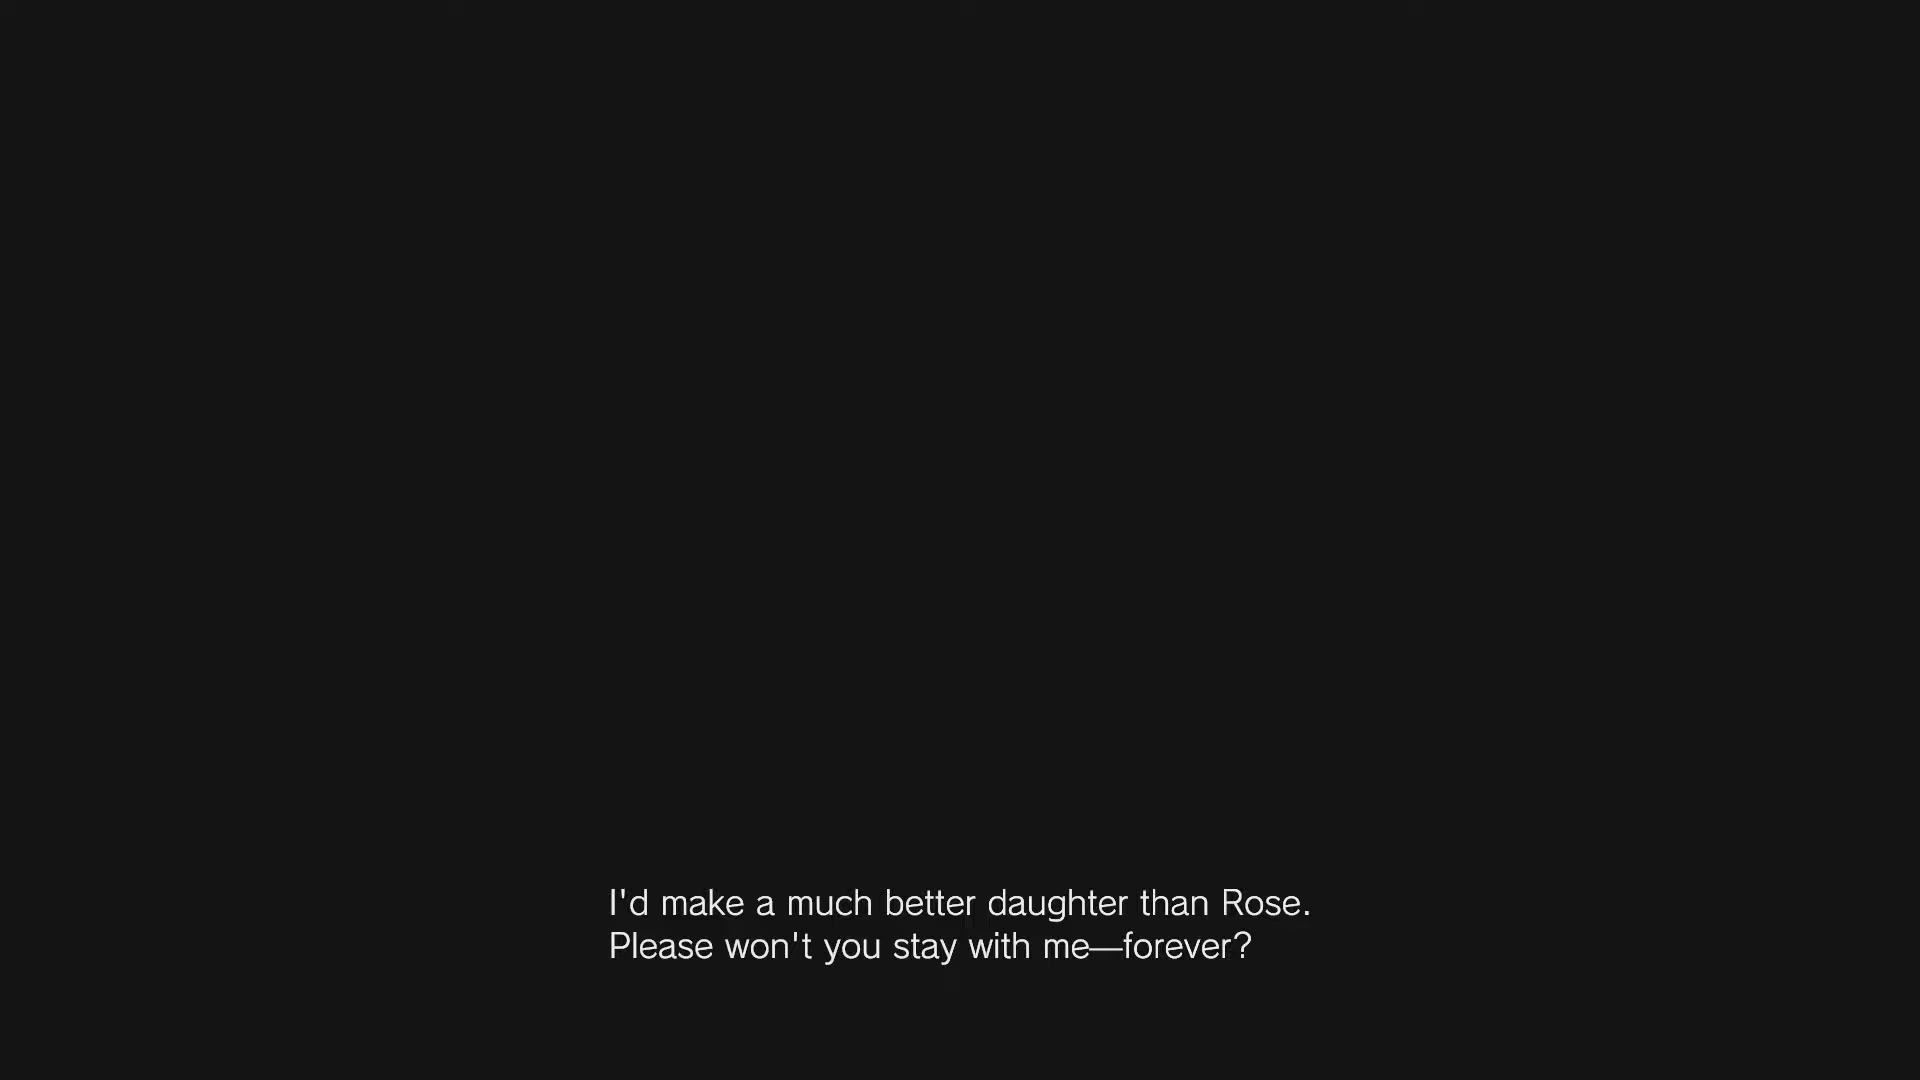 I'd make a much better daughter than Rose.
Please won't you stay with me—forever?